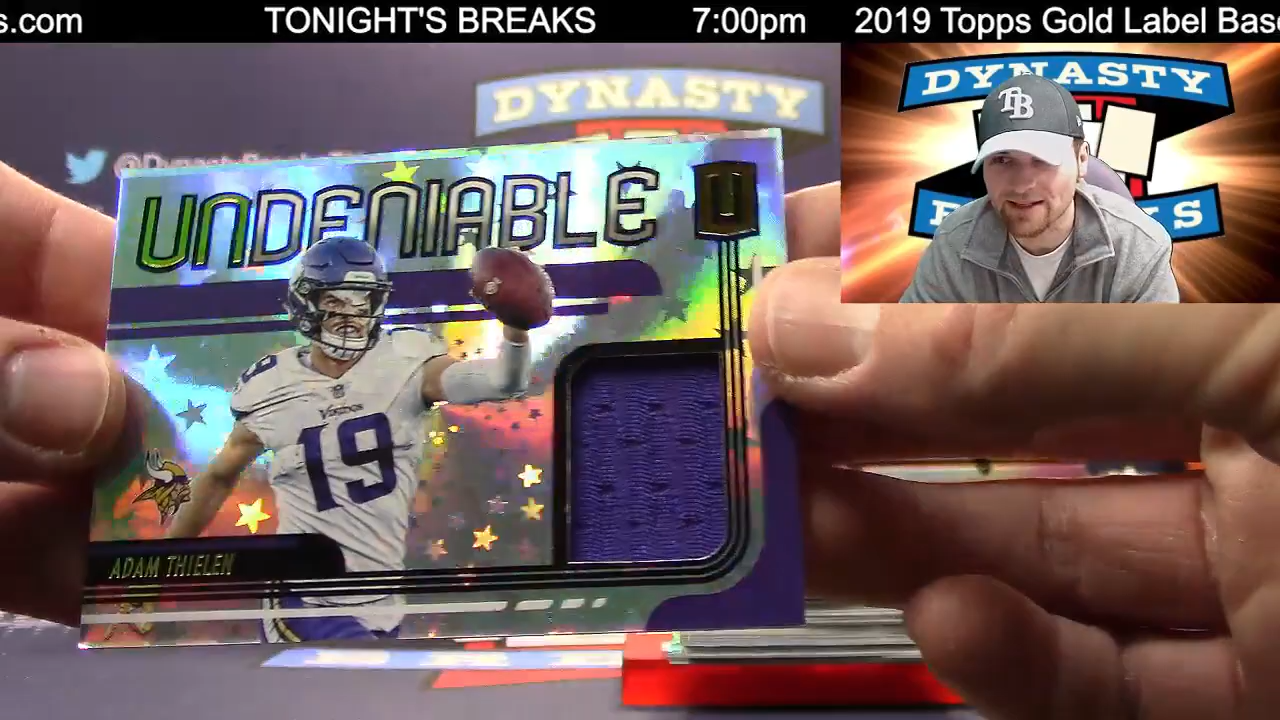 s.com TONIGHT'S BREAKS 7:00pm 2019 Topps Gold Label Base
DYNASTY
DYNASTY
UNDENIABLE
U
TB
19
VIKINGS
19
ADAM THIELEN